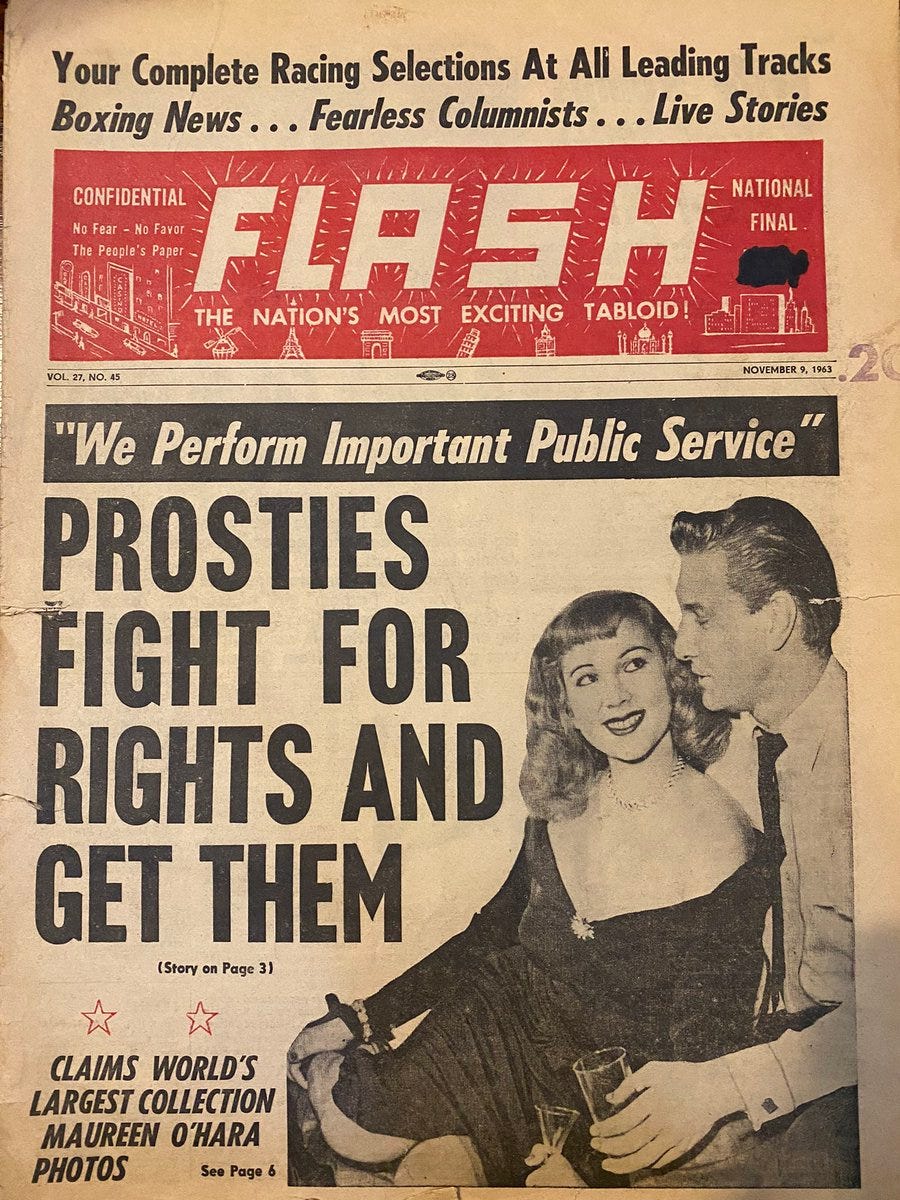 Your Complete Racing Selections At All Leading Tracks
Boxing News . . . Fearless Columnists . . . Live Stories
CONFIDENTIAL
No Fear - No Favor
The People's Paper
FLASH
NATIONAL
FINAL
THE NATION'S MOST EXCITING TABLOID!
VOL. 27, NO. 45
NOVEMBER 9, 1963
"We Perform Important Public Service"
PROSTIES
FIGHT FOR
RIGHTS AND
GET THEM
(Story on Page 3)
CLAIMS WORLD'S
LARGEST COLLECTION
MAUREEN O'HARA
PHOTOS
See Page 6